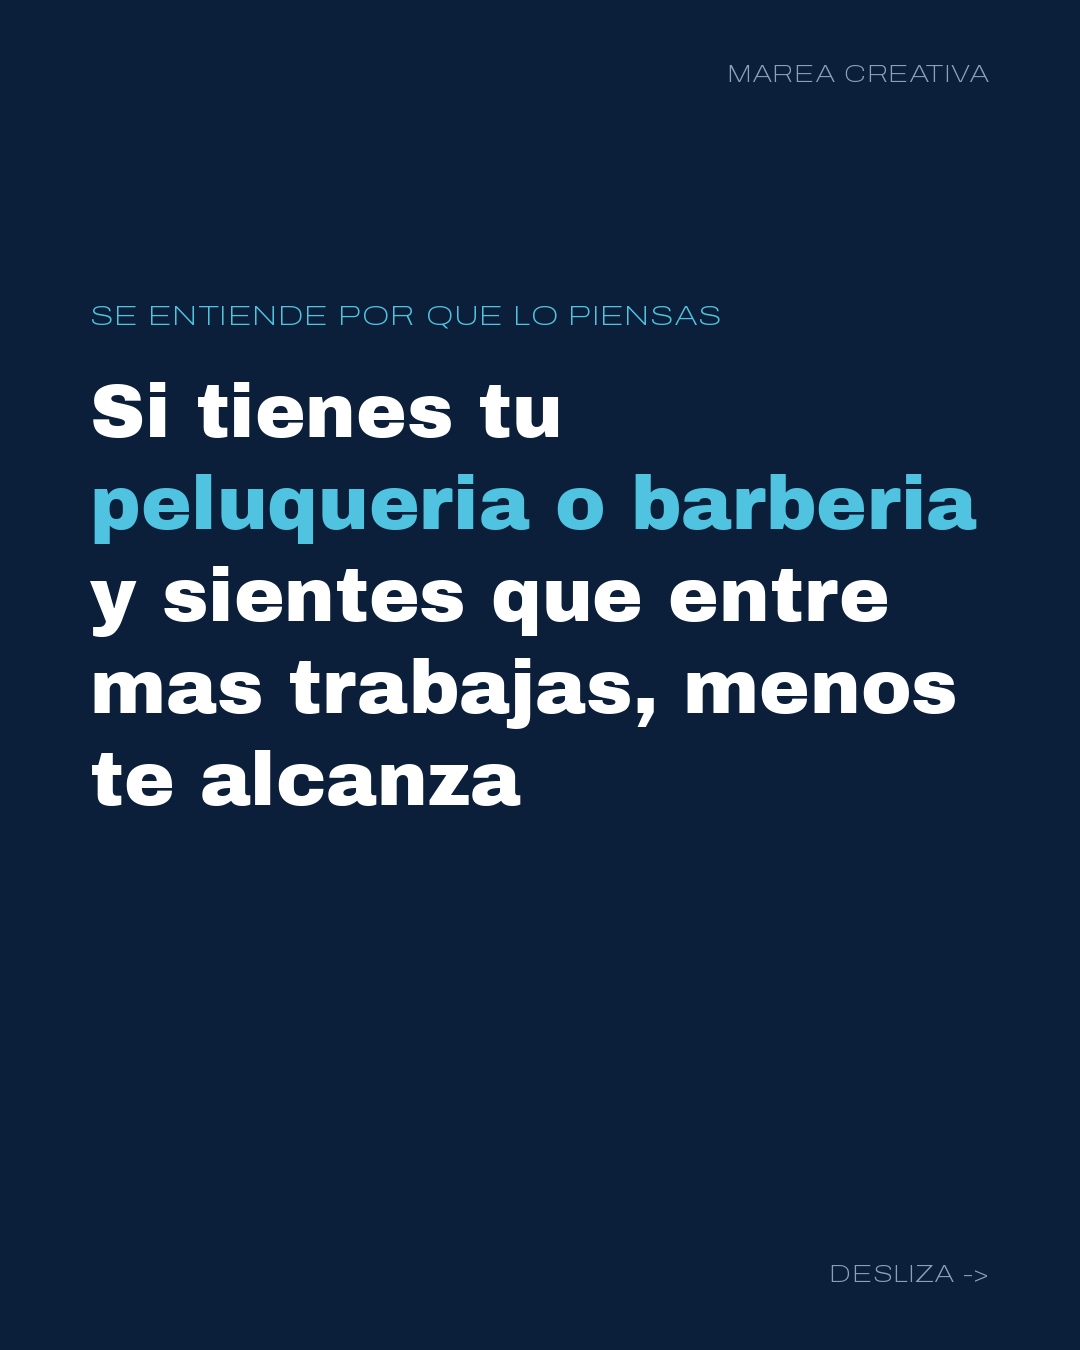 MAREA CREATIVA
SE ENTIENDE POR QUE LO PIENSAS
Si tienes tu
peluqueria o barberia
y sientes que entre
mas trabajas, menos
te alcanza
DESLIZA ->